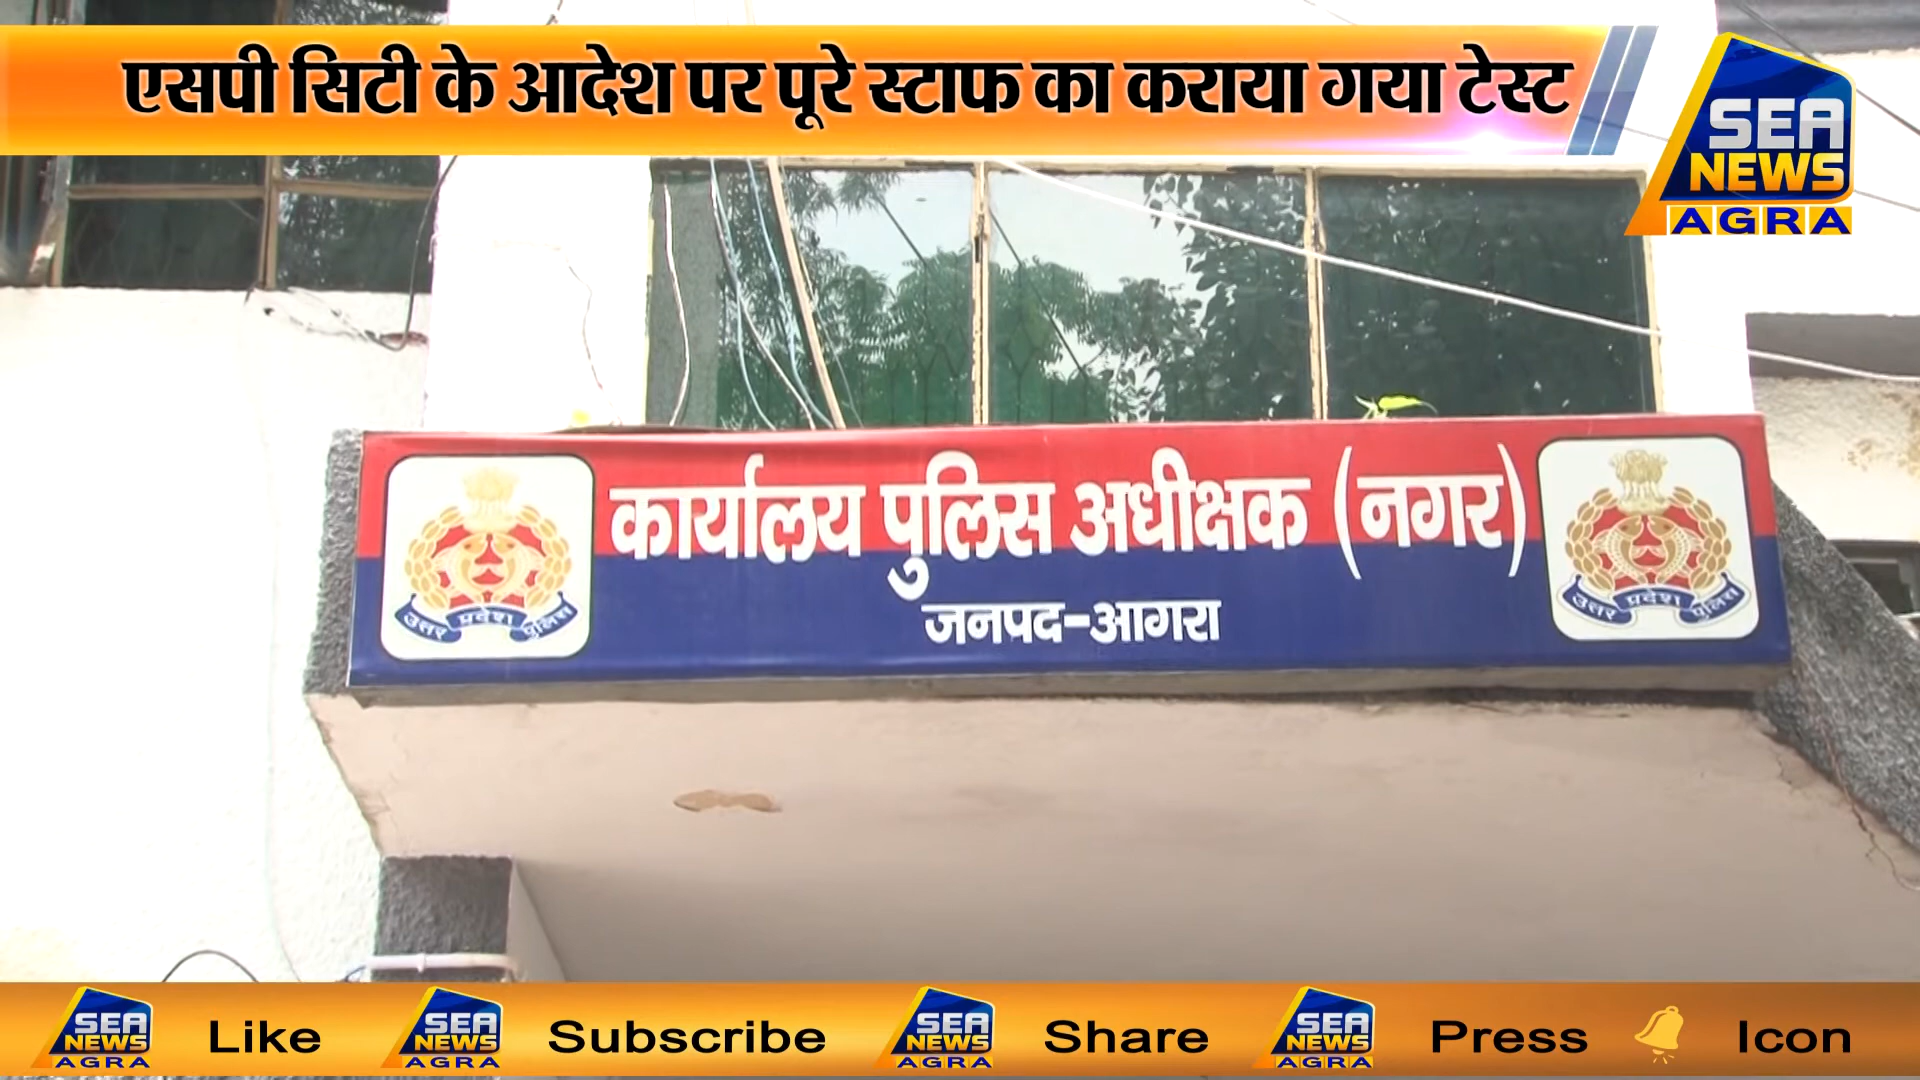 एसपी सिटी के आदेश पर पूरे स्टाफ का कराया गया टेस्ट
SEA
NEWS
AGRA
कार्यालय पुलिस अधीक्षक (नगर)
जनपद-आगरा
उत्तर प्रदेश पुलिस
उत्तर प्रदेश पुलिस
SEA NEWS AGRA Like SEA NEWS AGRA Subscribe SEA NEWS AGRA Share SEA NEWS AGRA Press Icon